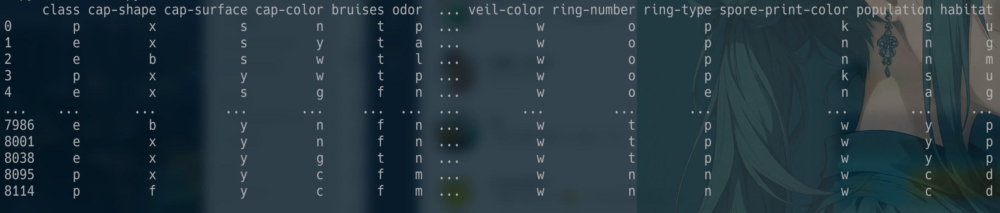 class cap-shape cap-surface cap-color bruises odor ... veil-color ring-number ring-type spore-print-color population habitat
0 p x s n t p ... w o p k s u
1 e x s y t a ... w o p n n g
2 e b s w t l ... w o p n n m
3 p x y w t p ... w o p k s u
4 e x s g f n ... w o e n a g
... ... ... ... ... ... ... ... ... ... ... ... ... ...
7986 e b y n f n ... w t p w y p
8001 e x y n f n ... w t p w y p
8038 e x y g t n ... w t p w y p
8095 p x y c f m ... w n n w c d
8114 p f y c f m ... w n n w c d